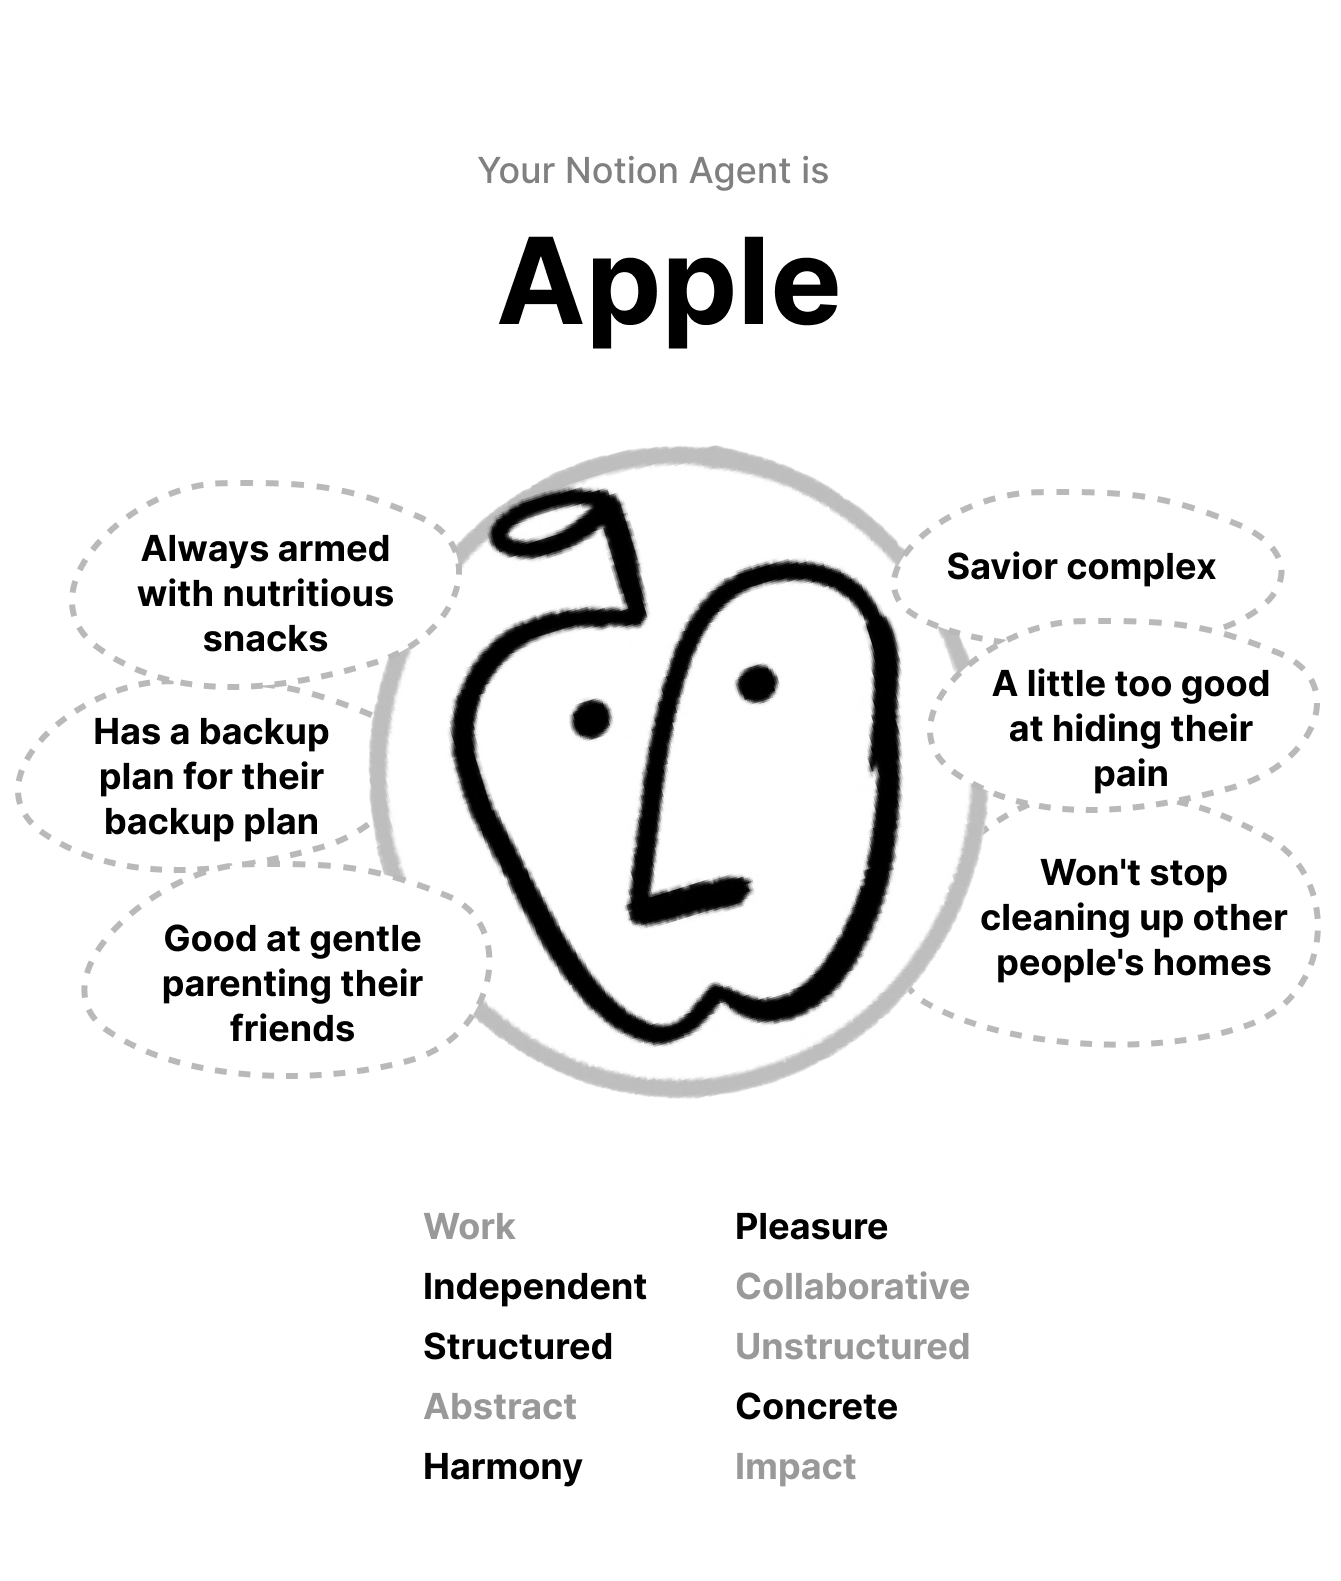 Your Notion Agent is
Apple
Always armed
with nutritious
snacks
Has a backup
plan for their
backup plan
Good at gentle
parenting their
friends
Savior complex
A little too good
at hiding their
pain
Won't stop
cleaning up other
people's homes
Work Pleasure
Independent Collaborative
Structured Unstructured
Abstract Concrete
Harmony Impact